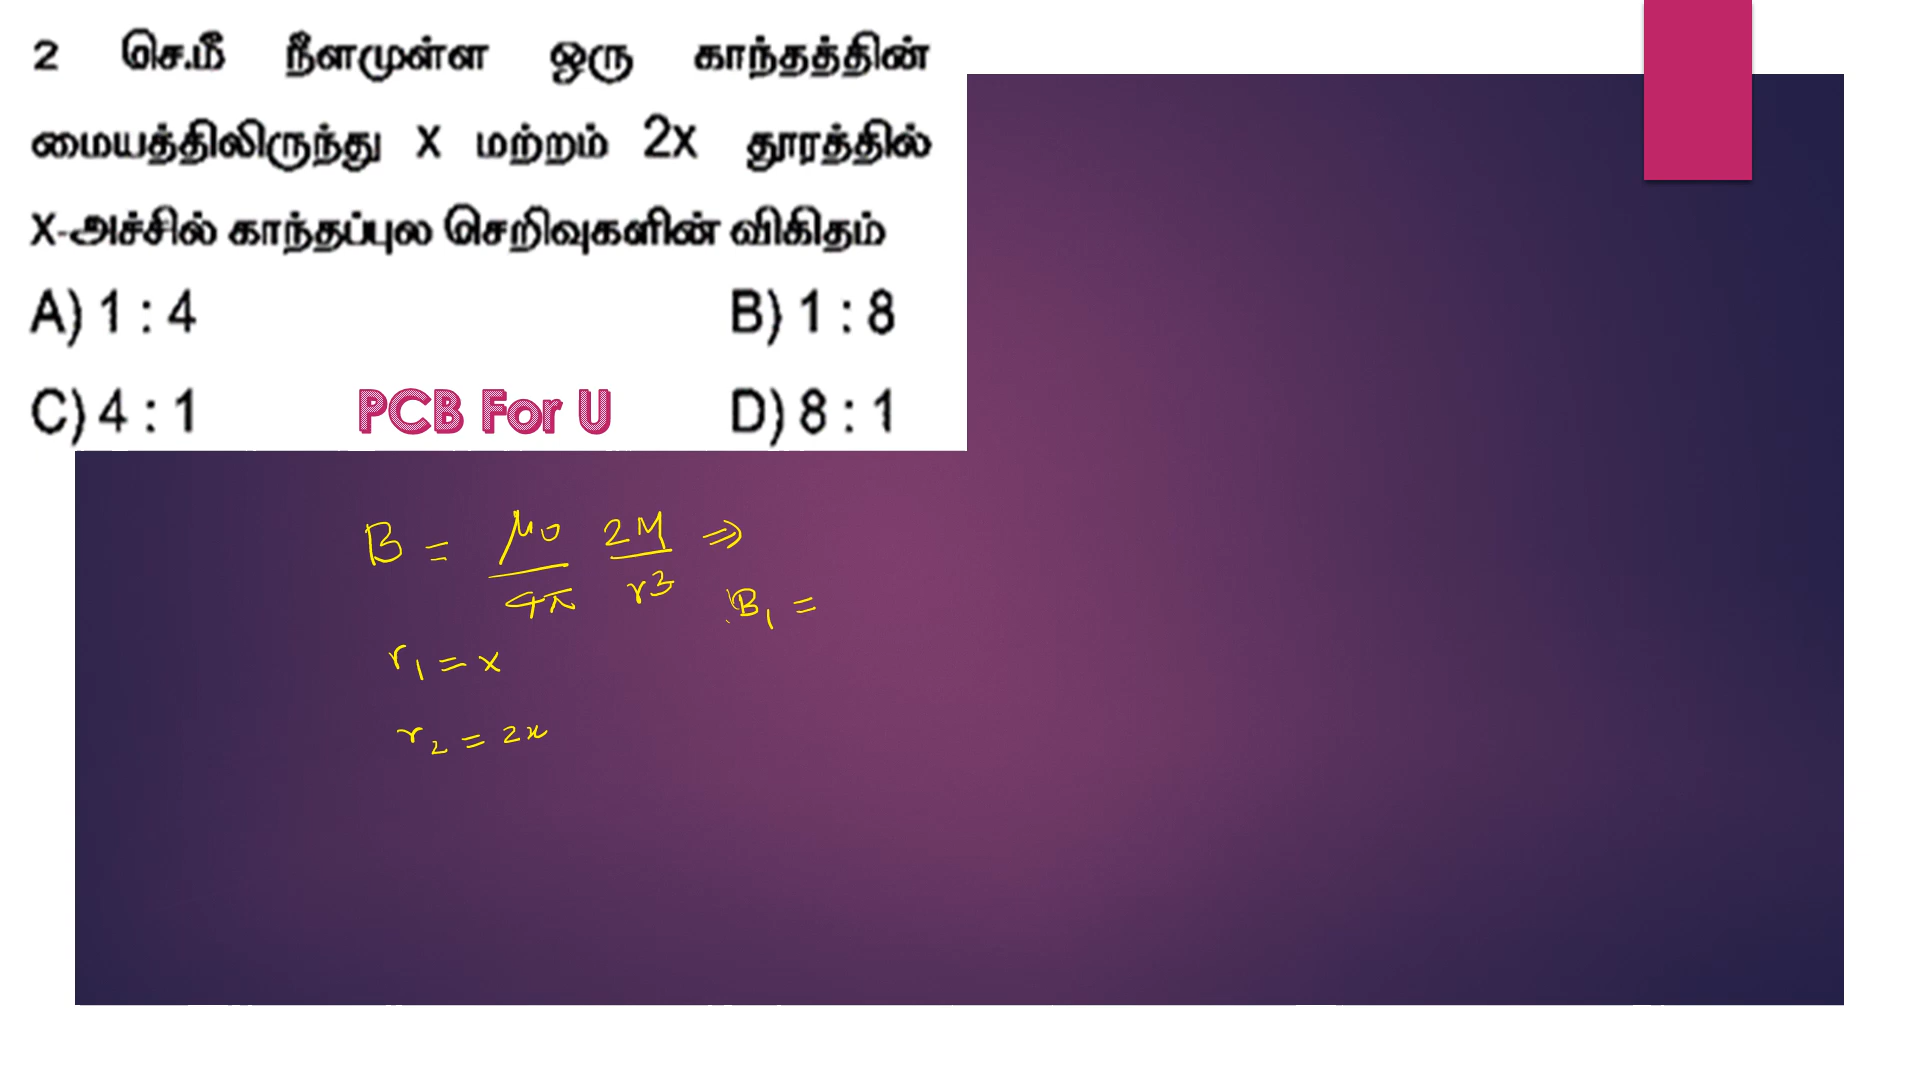 2 செ.மீ நீளமுள்ள ஒரு காந்தத்தின்
மையத்திலிருந்து x மற்றம் 2x தூரத்தில்
X-அச்சில் காந்தப்புல செறிவுகளின் விகிதம்
A) 1 : 4 B) 1 : 8
C) 4 : 1 PCB For U D) 8 : 1
B = μ₀/4π 2M/r³ ⇒
B₁ =
r₁ = x
r₂ = 2x